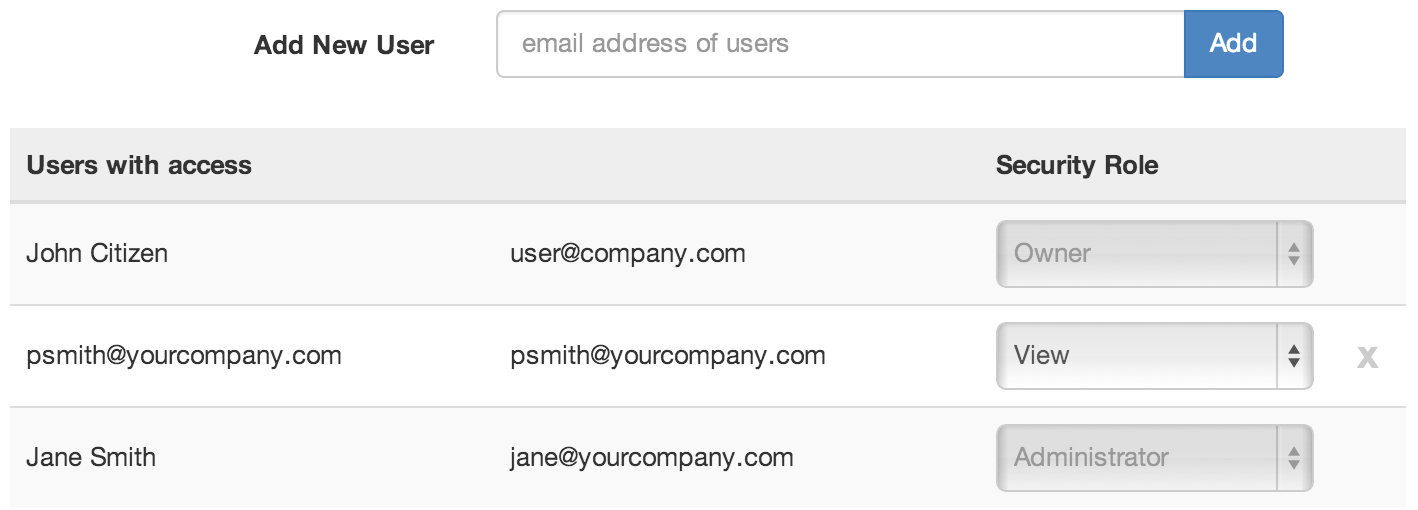 Add New User email address of users Add
Users with access Security Role
John Citizen user@company.com Owner
psmith@yourcompany.com psmith@yourcompany.com View x
Jane Smith jane@yourcompany.com Administrator